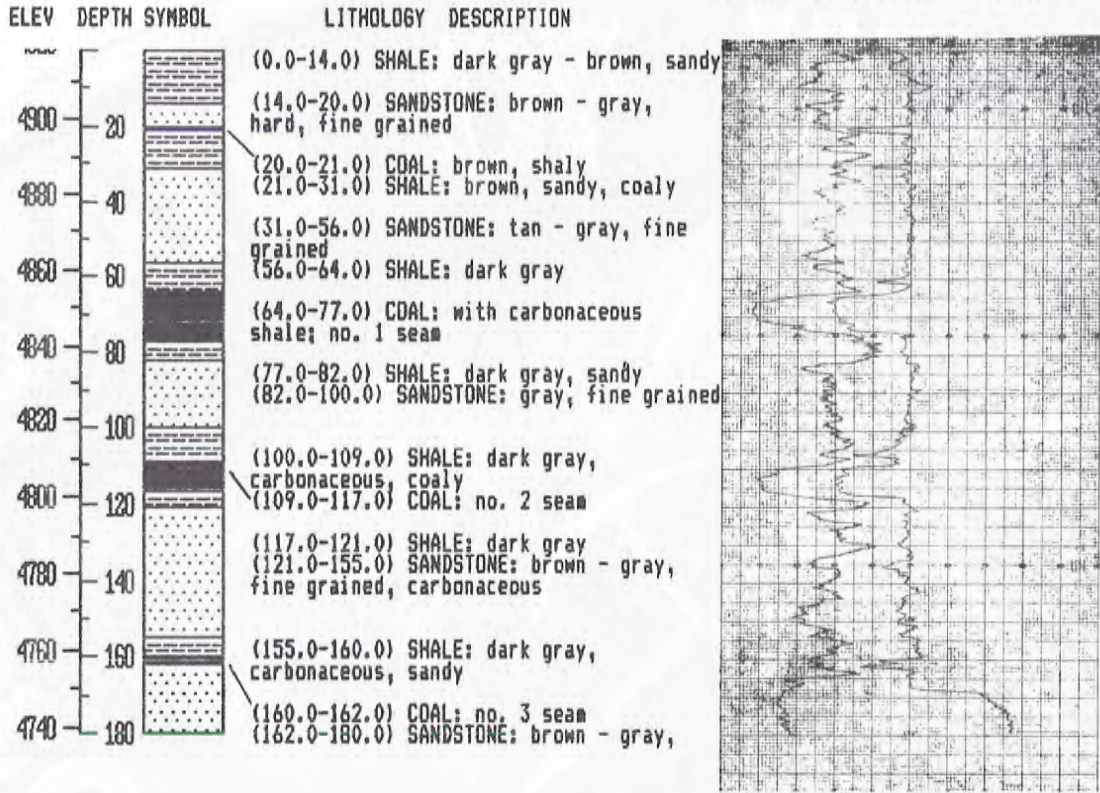 ELEV DEPTH SYMBOL LITHOLOGY DESCRIPTION
(0.0-14.0) SHALE: dark gray - brown, sandy
(14.0-20.0) SANDSTONE: brown - gray,
hard, fine grained
4900
20
(20.0-21.0) COAL: brown, shaly
(21.0-31.0) SHALE: brown, sandy, coaly
4880
40
(31.0-56.0) SANDSTONE: tan - gray, fine
grained
4860
60
(56.0-64.0) SHALE: dark gray
(64.0-77.0) COAL: with carbonaceous
shale; no. 1 seam
4840
80
(77.0-82.0) SHALE: dark gray, sandy
(82.0-100.0) SANDSTONE: gray, fine grained
4820
100
(100.0-109.0) SHALE: dark gray,
carbonaceous, coaly
(109.0-117.0) COAL: no. 2 seam
4800
120
(117.0-121.0) SHALE: dark gray
(121.0-155.0) SANDSTONE: brown - gray,
fine grained, carbonaceous
4780
140
(155.0-160.0) SHALE: dark gray,
carbonaceous, sandy
4760
160
(160.0-162.0) COAL: no. 3 seam
(162.0-180.0) SANDSTONE: brown - gray,
4740
180